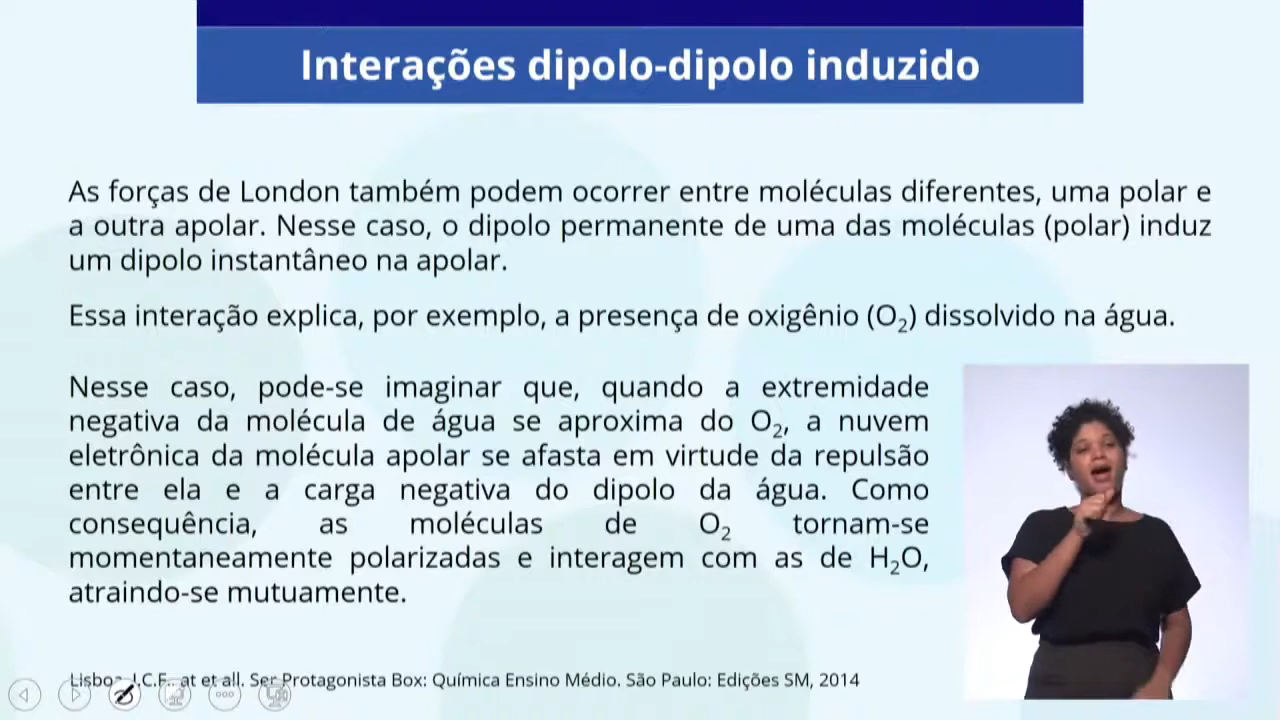 Interações dipolo-dipolo induzido
As forças de London também podem ocorrer entre moléculas diferentes, uma polar e
a outra apolar. Nesse caso, o dipolo permanente de uma das moléculas (polar) induz
um dipolo instantâneo na apolar.
Essa interação explica, por exemplo, a presença de oxigênio (O₂) dissolvido na água.
Nesse caso, pode-se imaginar que, quando a extremidade
negativa da molécula de água se aproxima do O₂, a nuvem
eletrônica da molécula apolar se afasta em virtude da repulsão
entre ela e a carga negativa do dipolo da água. Como
consequência, as moléculas de O₂ tornam-se
momentaneamente polarizadas e interagem com as de H₂O,
atraindo-se mutuamente.
at et all. Ser Protagonista Box: Química Ensino Médio. São Paulo: Edições SM, 2014